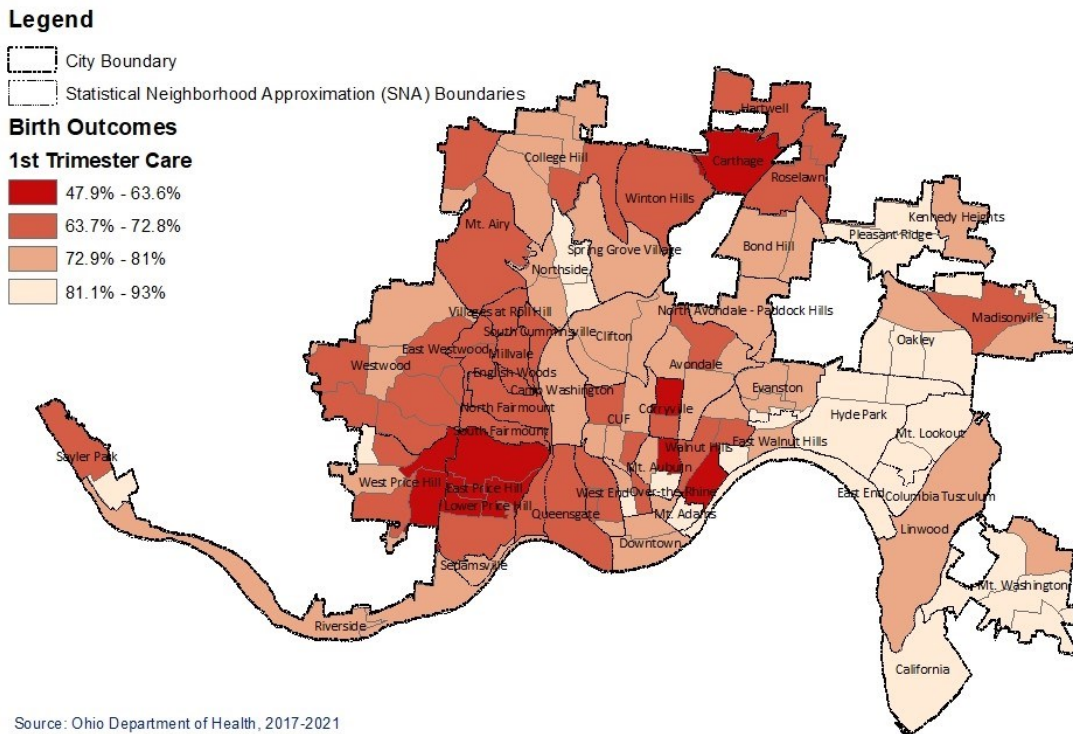 Legend
City Boundary
Statistical Neighborhood Approximation (SNA) Boundaries
Birth Outcomes
1st Trimester Care
47.9% - 63.6%
63.7% - 72.8%
72.9% - 81%
81.1% - 93%
Hartwell
College Hill
Carthage
Roselawn
Winton Hills
Mt. Airy
Kennedy Heights
Pleasant Ridge
Spring Grove Village
Bond Hill
Northside
Villages at Roll Hill
North Avondale - Paddock Hills
Madisonville
South Cumminsville
Clifton
Oakley
East Westwood
Millvale
Westwood
Avondale
English Woods
Camp Washington
Evanston
North Fairmount
Corryville
Hyde Park
CUF
South Fairmount
Mt. Lookout
Walnut Hills
East Walnut Hills
Sayler Park
Mt. Auburn
West Price Hill
East Price Hill
West End
Over-the-Rhine
East End
Columbia Tusculum
Lower Price Hill
Queensgate
Mt. Adams
Linwood
Downtown
Sedamsville
Mt. Washington
Riverside
California
Source: Ohio Department of Health, 2017-2021